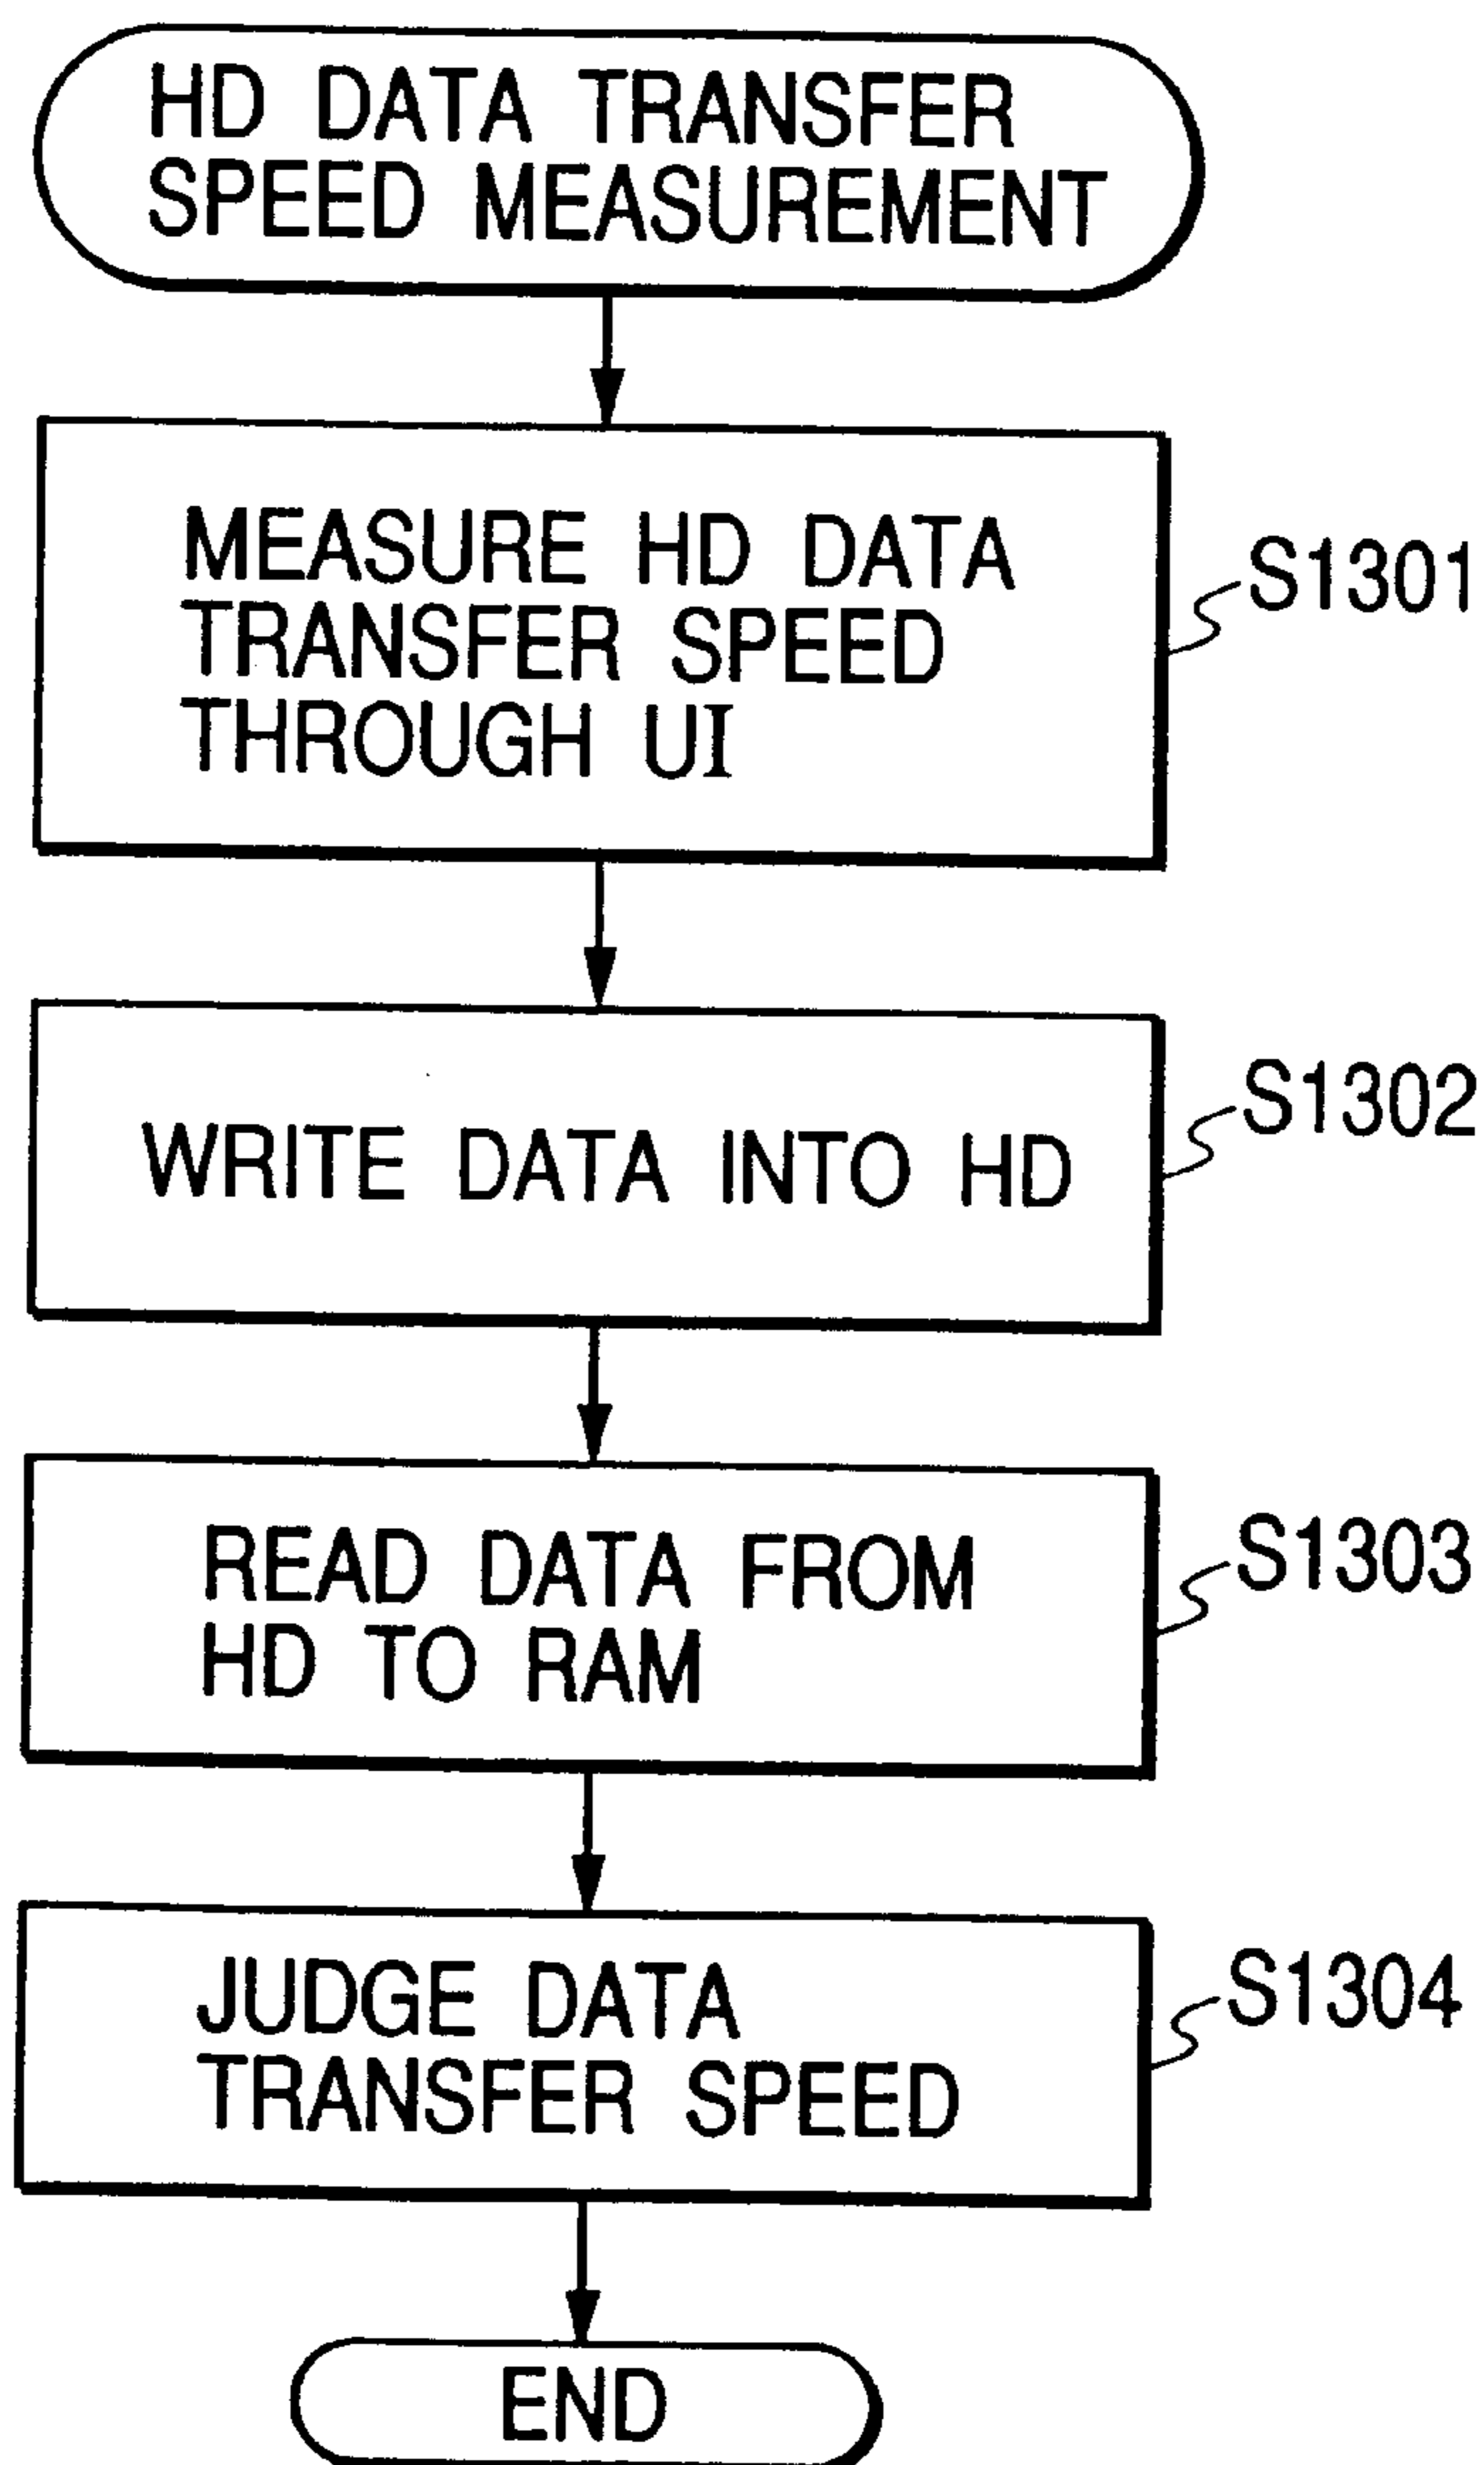 HD DATA TRANSFER
SPEED MEASUREMENT
MEASURE HD DATA
TRANSFER SPEED
THROUGH UI
S1301
WRITE DATA INTO HD
S1302
READ DATA FROM
HD TO RAM
S1303
JUDGE DATA
TRANSFER SPEED
S1304
END